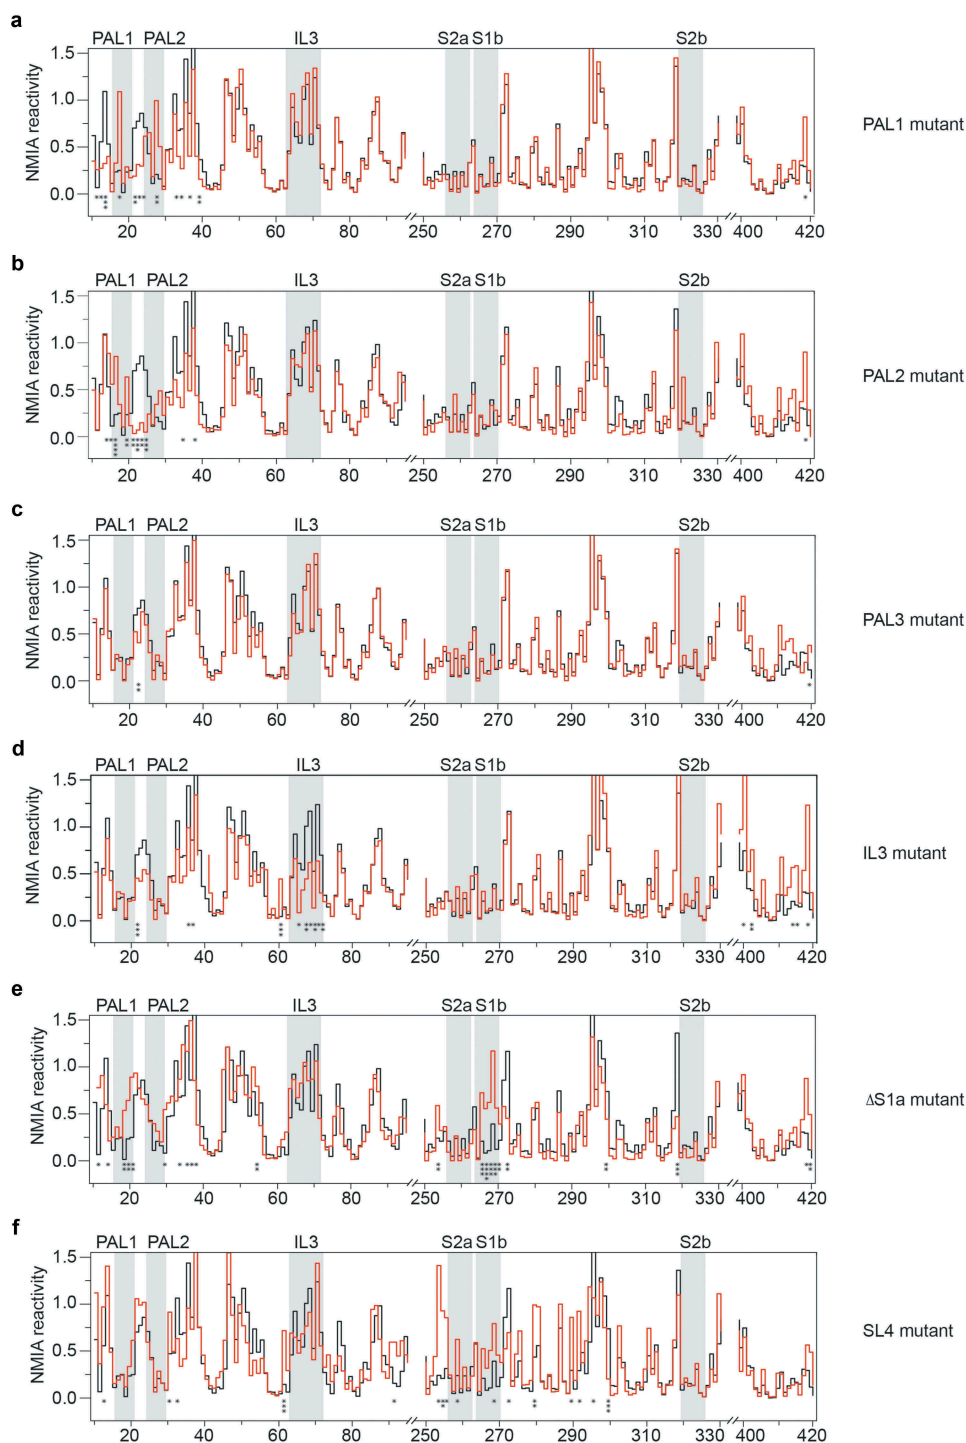 a
PAL1 PAL2 IL3 S2a S1b S2b
1.5
1.0
0.5
0.0
NMIA reactivity
PAL1 mutant
20 40 60 80 250 270 290 310 330 400 420
b
PAL1 PAL2 IL3 S2a S1b S2b
1.5
1.0
0.5
0.0
NMIA reactivity
PAL2 mutant
20 40 60 80 250 270 290 310 330 400 420
c
PAL1 PAL2 IL3 S2a S1b S2b
1.5
1.0
0.5
0.0
NMIA reactivity
PAL3 mutant
20 40 60 80 250 270 290 310 330 400 420
d
PAL1 PAL2 IL3 S2a S1b S2b
1.5
1.0
0.5
0.0
NMIA reactivity
IL3 mutant
20 40 60 80 250 270 290 310 330 400 420
e
PAL1 PAL2 IL3 S2a S1b S2b
1.5
1.0
0.5
0.0
NMIA reactivity
ΔS1a mutant
20 40 60 80 250 270 290 310 330 400 420
f
PAL1 PAL2 IL3 S2a S1b S2b
1.5
1.0
0.5
0.0
NMIA reactivity
SL4 mutant
20 40 60 80 250 270 290 310 330 400 420